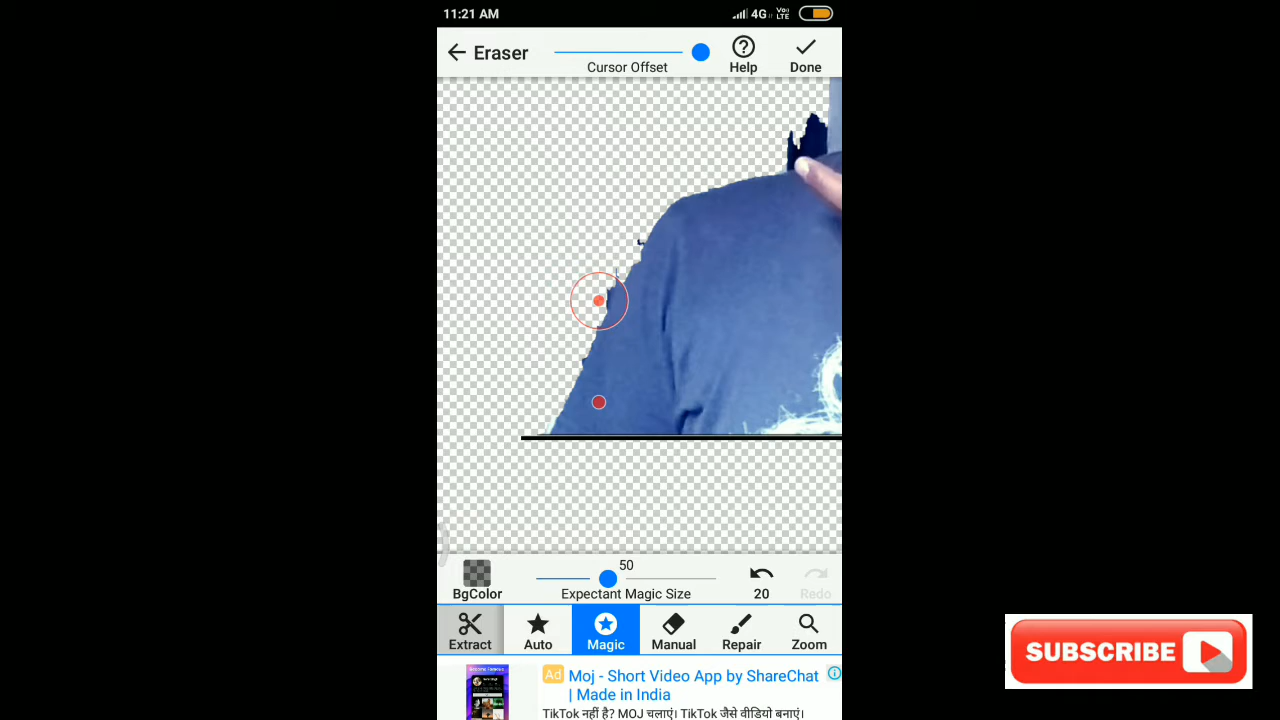 11:21 AM
4G
Vo))
LTE
Eraser
Cursor Offset
Help
Done
50
BgColor
Expectant Magic Size
20
Redo
Extract
Auto
Magic
Manual
Repair
Zoom
SUBSCRIBE
Ad
Moj - Short Video App by ShareChat
| Made in India
TikTok नहीं है? MOJ चलाएं। TikTok जैसे वीडियो बनाएं।